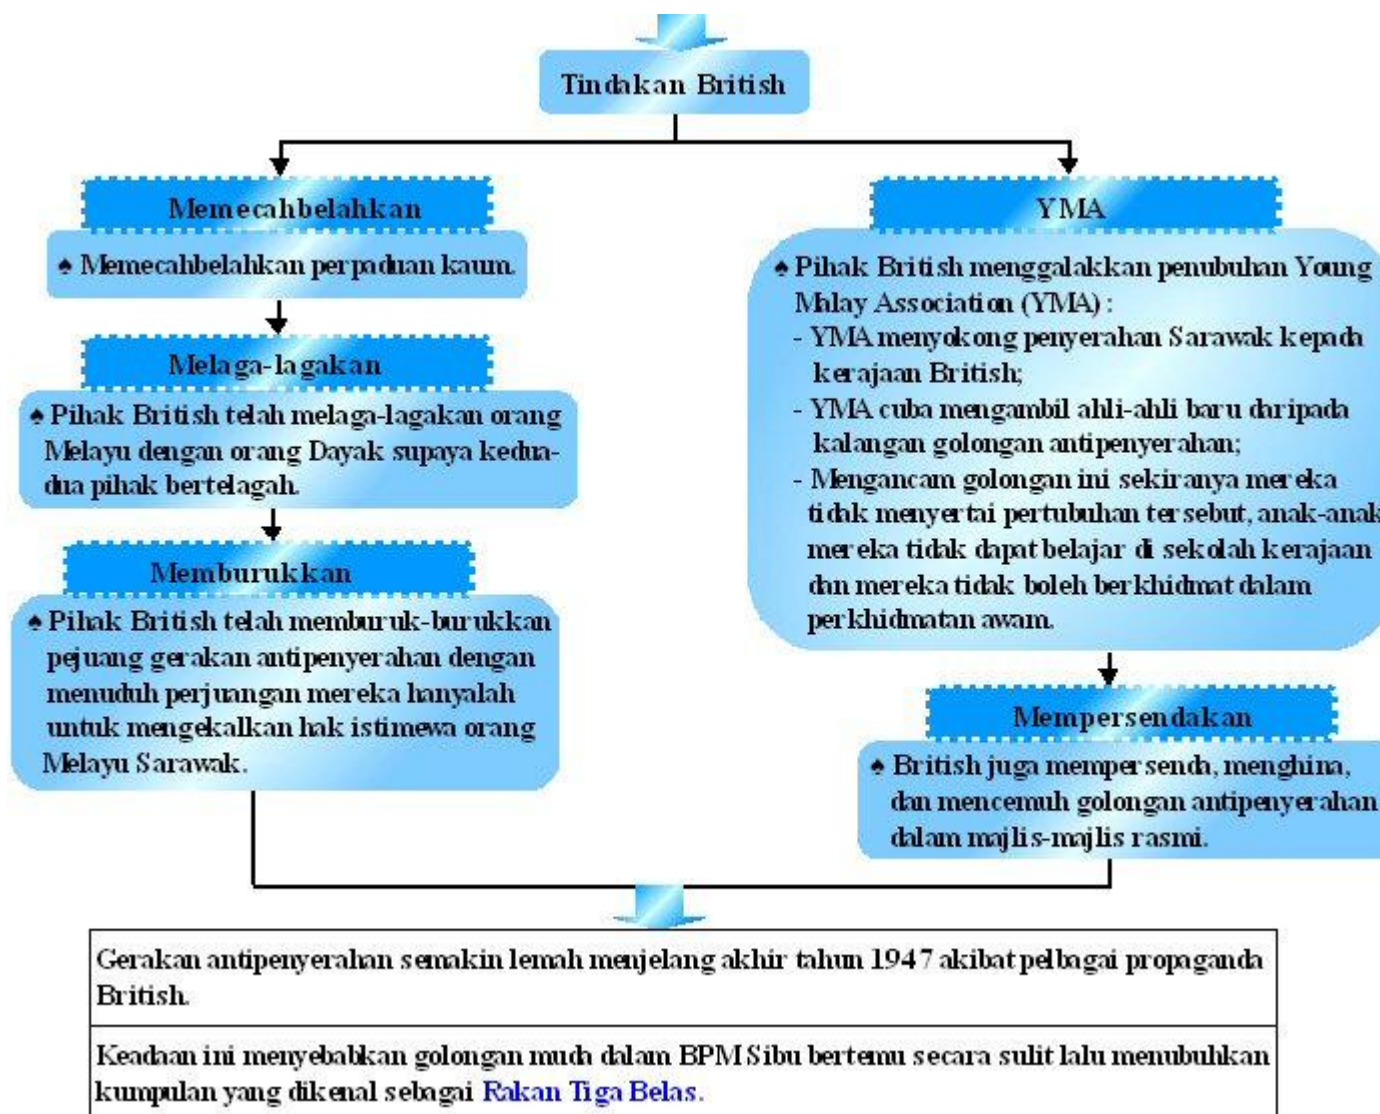 Tindakan British
Memecahbelahkan
♠ Memecahbelahkan perpaduan kaum.
Melaga-lagakan
♠ Pihak British telah melaga-lagakan orang
Melayu dengan orang Dayak supaya kedua-
dua pihak bertelagah.
Memburukkan
♠ Pihak British telah memburuk-burukkan
pejuang gerakan antipenyerahan dengan
menuduh perjuangan mereka hanyalah
untuk mengekalkan hak istimewa orang
Melayu Sarawak.
YMA
♠ Pihak British menggalakkan penubuhan Young
Malay Association (YMA) :
- YMA menyokong penyerahan Sarawak kepada
kerajaan British;
- YMA cuba mengambil ahli-ahli baru daripada
kalangan golongan antipenyerahan;
- Mengancam golongan ini sekiranya mereka
tidak menyertai pertubuhan tersebut, anak-anak
mereka tidak dapat belajar di sekolah kerajaan
dan mereka tidak boleh berkhidmat dalam
perkhidmatan awam.
Mempersendakan
♠ British juga mempersenda, menghina,
dan mencemuh golongan antipenyerahan
dalam majlis-majlis rasmi.
Gerakan antipenyerahan semakin lemah menjelang akhir tahun 1947 akibat pelbagai propaganda
British.
Keadaan ini menyebabkan golongan muda dalam BPM Sibu bertemu secara sulit lalu menubuhkan
kumpulan yang dikenal sebagai Rakan Tiga Belas.